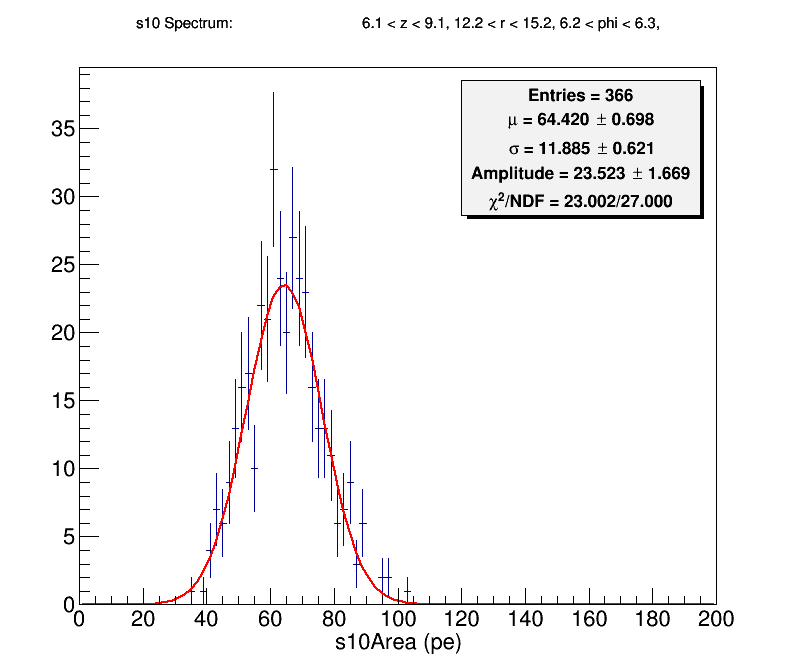 s10 Spectrum: 6.1 < z < 9.1, 12.2 < r < 15.2, 6.2 < phi < 6.3,
Entries = 366
μ = 64.420 ± 0.698
σ = 11.885 ± 0.621
Amplitude = 23.523 ± 1.669
χ²/NDF = 23.002/27.000
35
30
25
20
15
10
5
0
0 20 40 60 80 100 120 140 160 180 200
s10Area (pe)